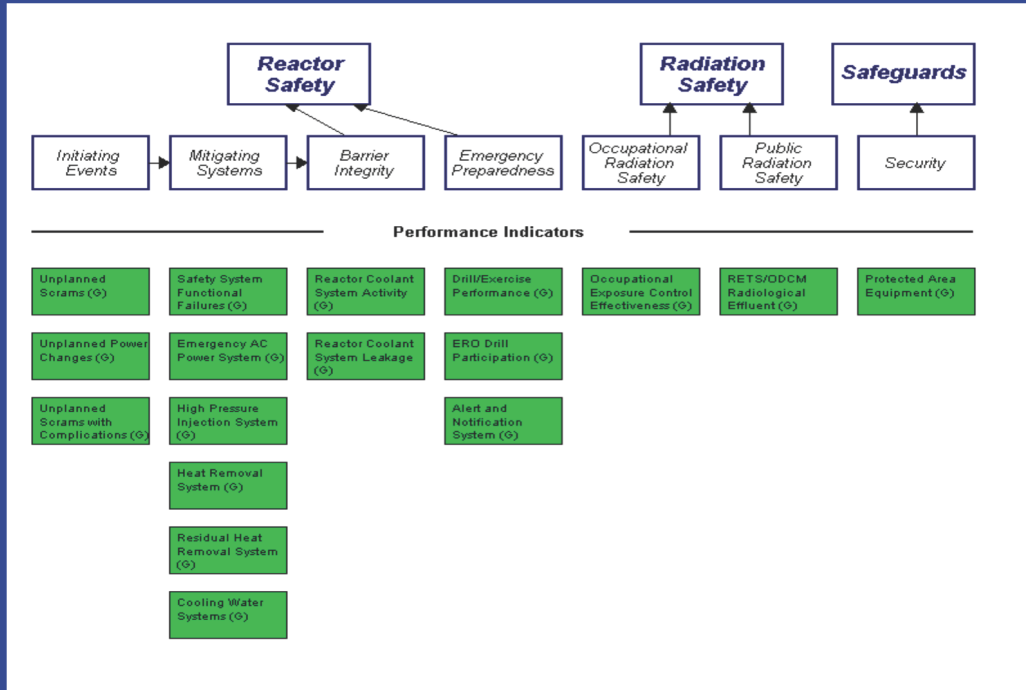 Reactor
Safety
Radiation
Safety
Safeguards
Initiating
Events
Mitigating
Systems
Barrier
Integrity
Emergency
Preparedness
Occupational
Radiation
Safety
Public
Radiation
Safety
Security
Performance Indicators
Unplanned
Scrams (G)
Safety System
Functional
Failures (G)
Reactor Coolant
System Activity
(G)
Drill/Exercise
Performance (G)
Occupational
Exposure Control
Effectiveness (G)
RETS/ODCM
Radiological
Effluent (G)
Protected Area
Equipment (G)
Unplanned Power
Changes (G)
Emergency AC
Power System (G)
Reactor Coolant
System Leakage
(G)
ERO Drill
Participation (G)
Unplanned
Scrams with
Complications (G)
High Pressure
Injection System
(G)
Alert and
Notification
System (G)
Heat Removal
System (G)
Residual Heat
Removal System
(G)
Cooling Water
Systems (G)